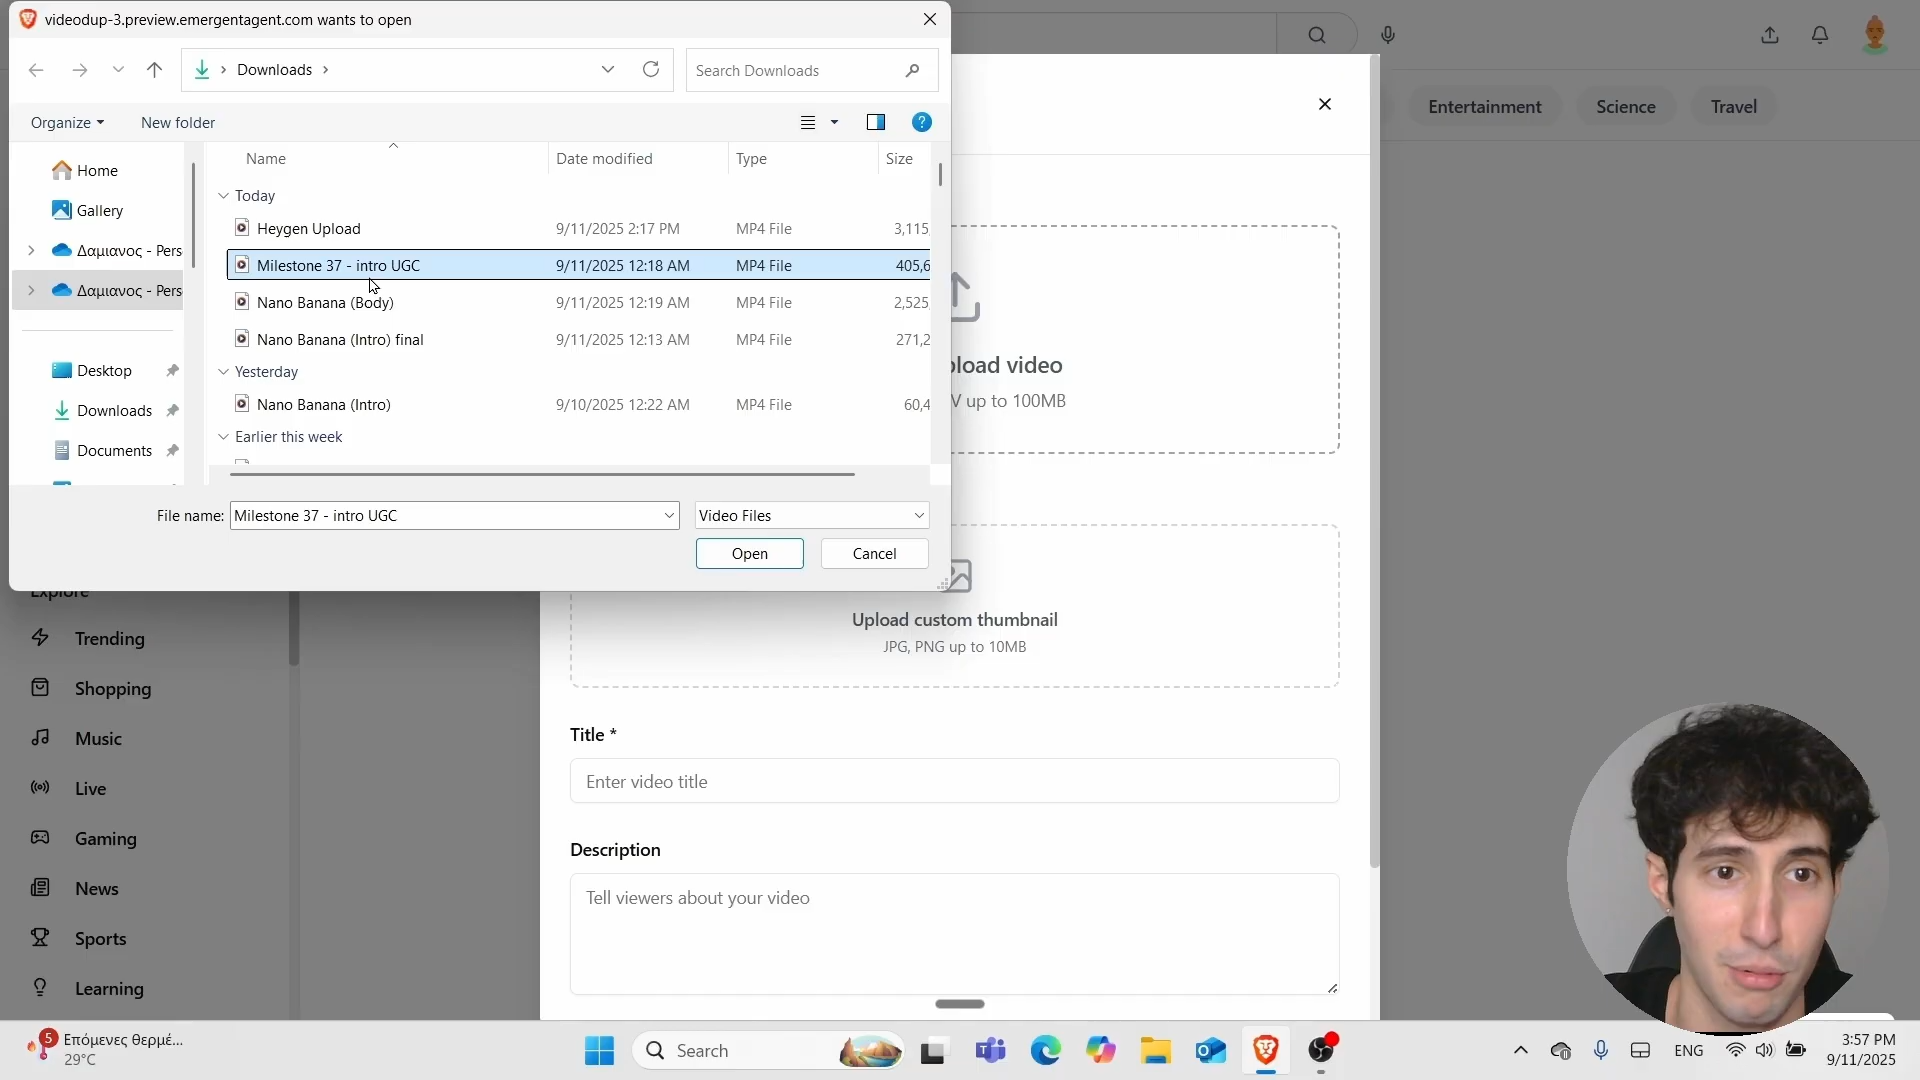 videodup-3.preview.emergentagent.com wants to open
Downloads
Search Downloads
Organize
New folder
Name
Date modified
Type
Size
Home
Gallery
Δαμιανος - Pers
Δαμιανος - Pers
Desktop
Downloads
Documents
Today
Heygen Upload 9/11/2025 2:17 PM MP4 File 3,115
Milestone 37 - intro UGC 9/11/2025 12:18 AM MP4 File 405,6
Nano Banana (Body) 9/11/2025 12:19 AM MP4 File 2,525
Nano Banana (Intro) final 9/11/2025 12:13 AM MP4 File 271,2
Yesterday
Nano Banana (Intro) 9/10/2025 12:22 AM MP4 File 60,4
Earlier this week
File name: Milestone 37 - intro UGC
Video Files
Open
Cancel
Entertainment
Science
Travel
pload video
V up to 100MB
Upload custom thumbnail
JPG, PNG up to 10MB
Title *
Enter video title
Description
Tell viewers about your video
Explore
Trending
Shopping
Music
Live
Gaming
News
Sports
Learning
5
Επόμενες θερμέ...
29°C
Search
ENG
3:57 PM
9/11/2025